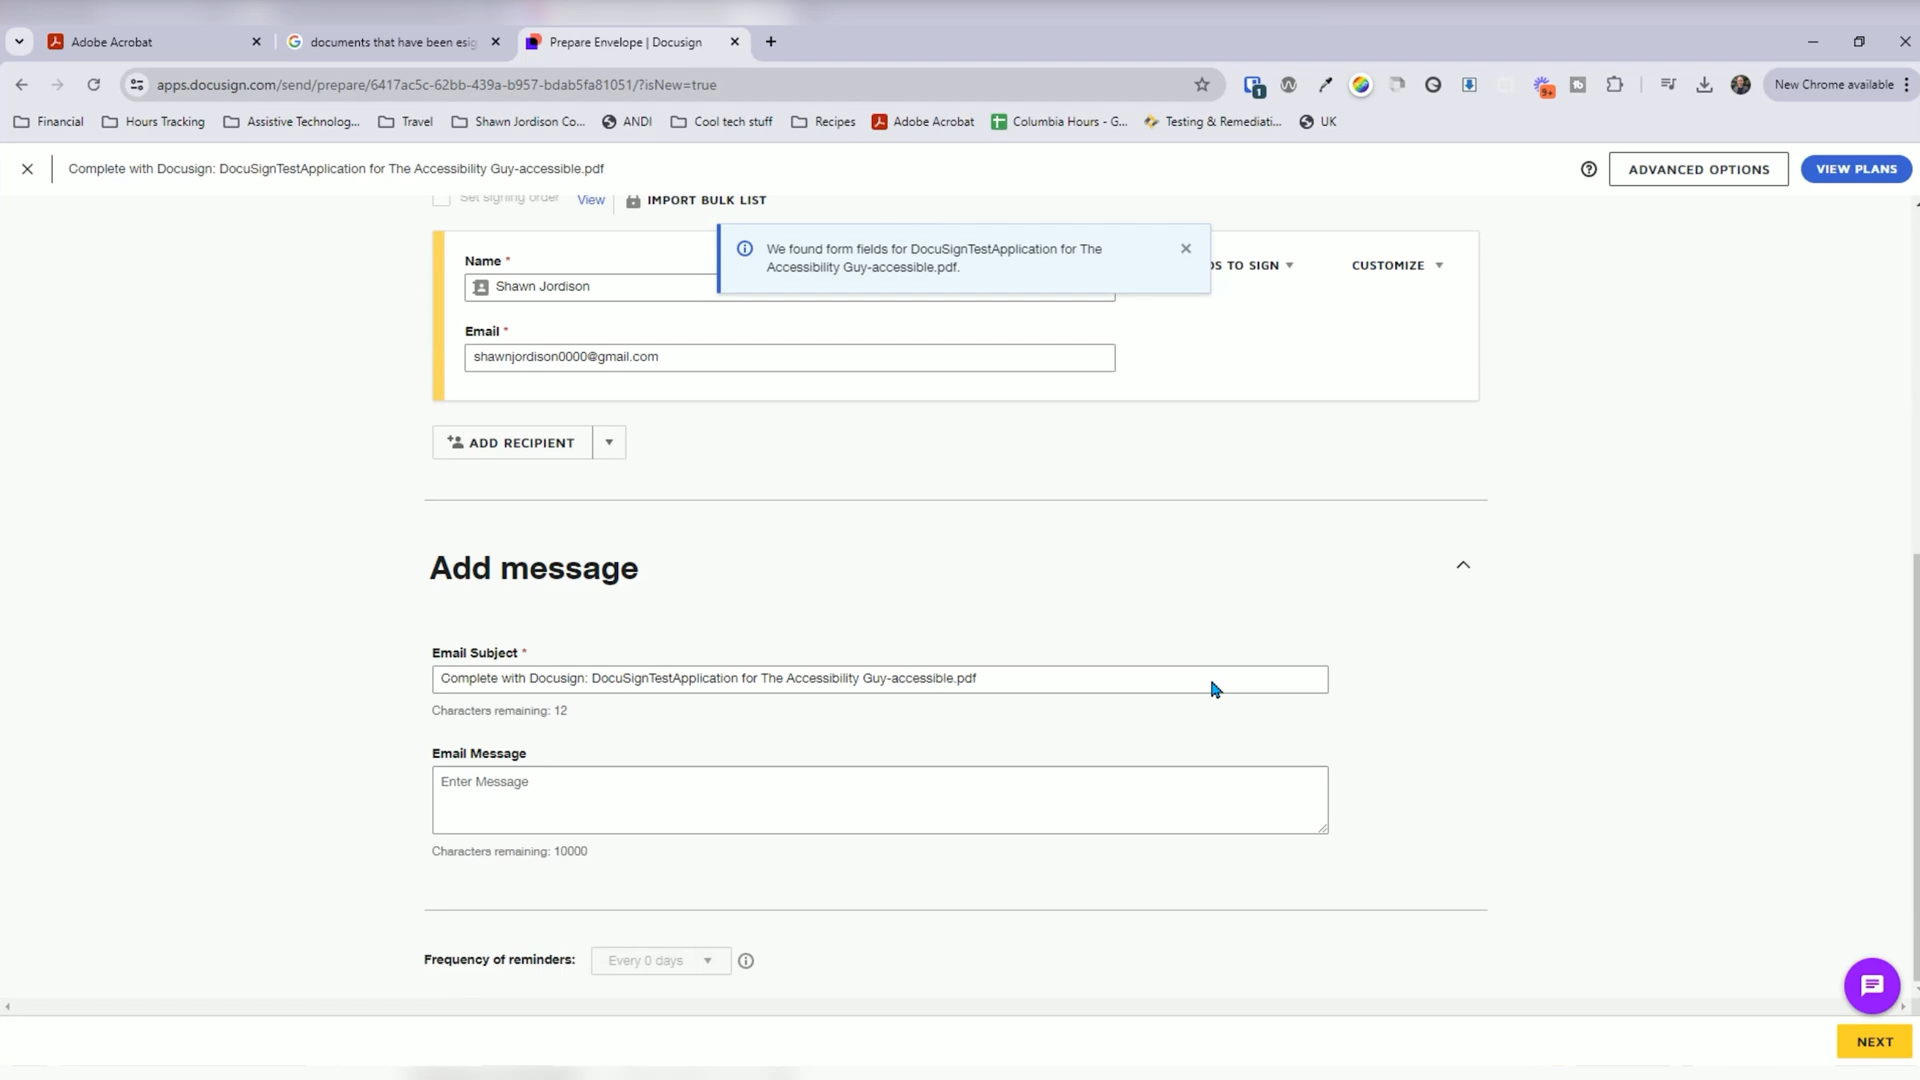 Adobe Acrobat
documents that have been esig
Prepare Envelope | Docusign
apps.docusign.com/send/prepare/6417ac5c-62bb-439a-b957-bdab5fa81051/?isNew=true
1
9+
New Chrome available
Financial
Hours Tracking
Assistive Technolog...
Travel
Shawn Jordison Co...
ANDI
Cool tech stuff
Recipes
Adobe Acrobat
Columbia Hours - G...
Testing & Remediati...
UK
Complete with Docusign: DocuSignTestApplication for The Accessibility Guy-accessible.pdf
ADVANCED OPTIONS
VIEW PLANS
Set signing order
View
IMPORT BULK LIST
We found form fields for DocuSignTestApplication for The
Accessibility Guy-accessible.pdf.
Name *
DS TO SIGN
CUSTOMIZE
Shawn Jordison
Email *
shawnjordison0000@gmail.com
ADD RECIPIENT
Add message
Email Subject *
Complete with Docusign: DocuSignTestApplication for The Accessibility Guy-accessible.pdf
Characters remaining: 12
Email Message
Enter Message
Characters remaining: 10000
Frequency of reminders:
Every 0 days
NEXT